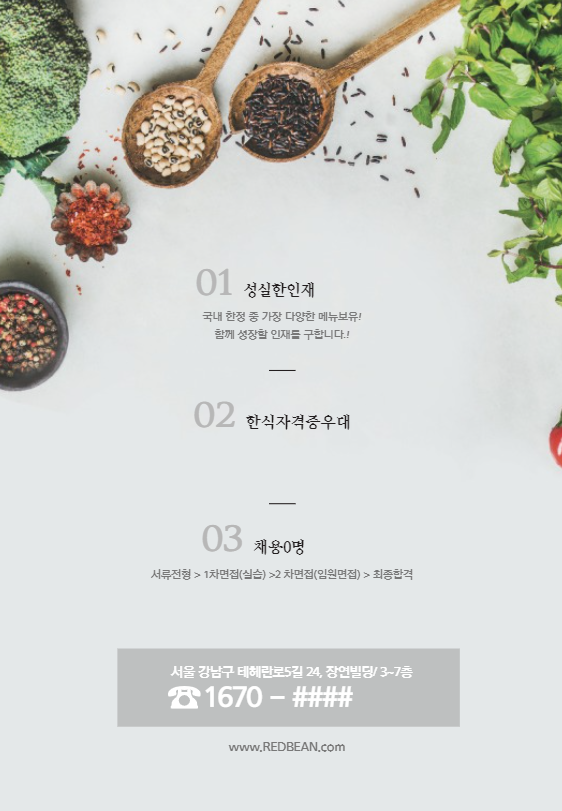 01 성실한인재
국내 한정 중 가장 다양한 메뉴보유!
함께 성장할 인재를 구합니다.!
02 한식자격증우대
03 채용0명
서류전형 > 1차면접(실습) >2 차면접(임원면접) > 최종합격
서울 강남구 테헤란로5길 24, 장연빌딩/ 3~7층
☎ 1670 - ####
www.REDBEAN.com